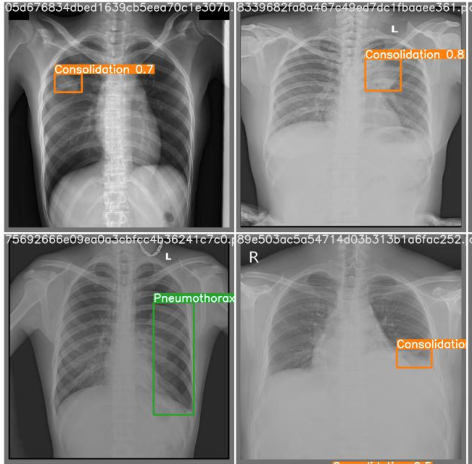 05d676834dbed1639cb5eea70c1e307b.
8339682fa8a467c49ed7dc1fbaaee361.p
L
Consolidation 0.7
Consolidation 0.8
75692666e09ea0a3cbfcc4b36241c7c0.p
89e503ac5a54714d03b313b1a6fac252.
L
R
Pneumothorax
Consolidatio